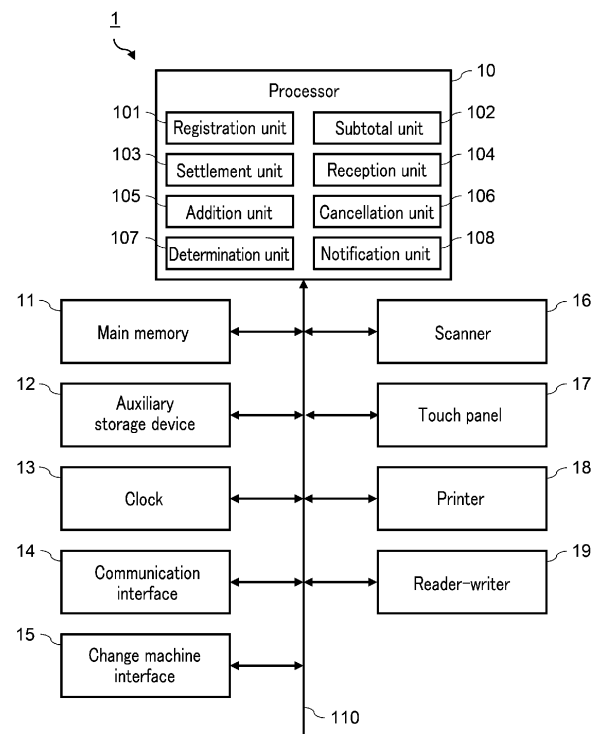 1
10
Processor
101
Registration unit
102
Subtotal unit
103
Settlement unit
104
Reception unit
105
Addition unit
106
Cancellation unit
107
Determination unit
108
Notification unit
11
Main memory
16
Scanner
12
Auxiliary
storage device
17
Touch panel
13
Clock
18
Printer
14
Communication
interface
19
Reader-writer
15
Change machine
interface
110